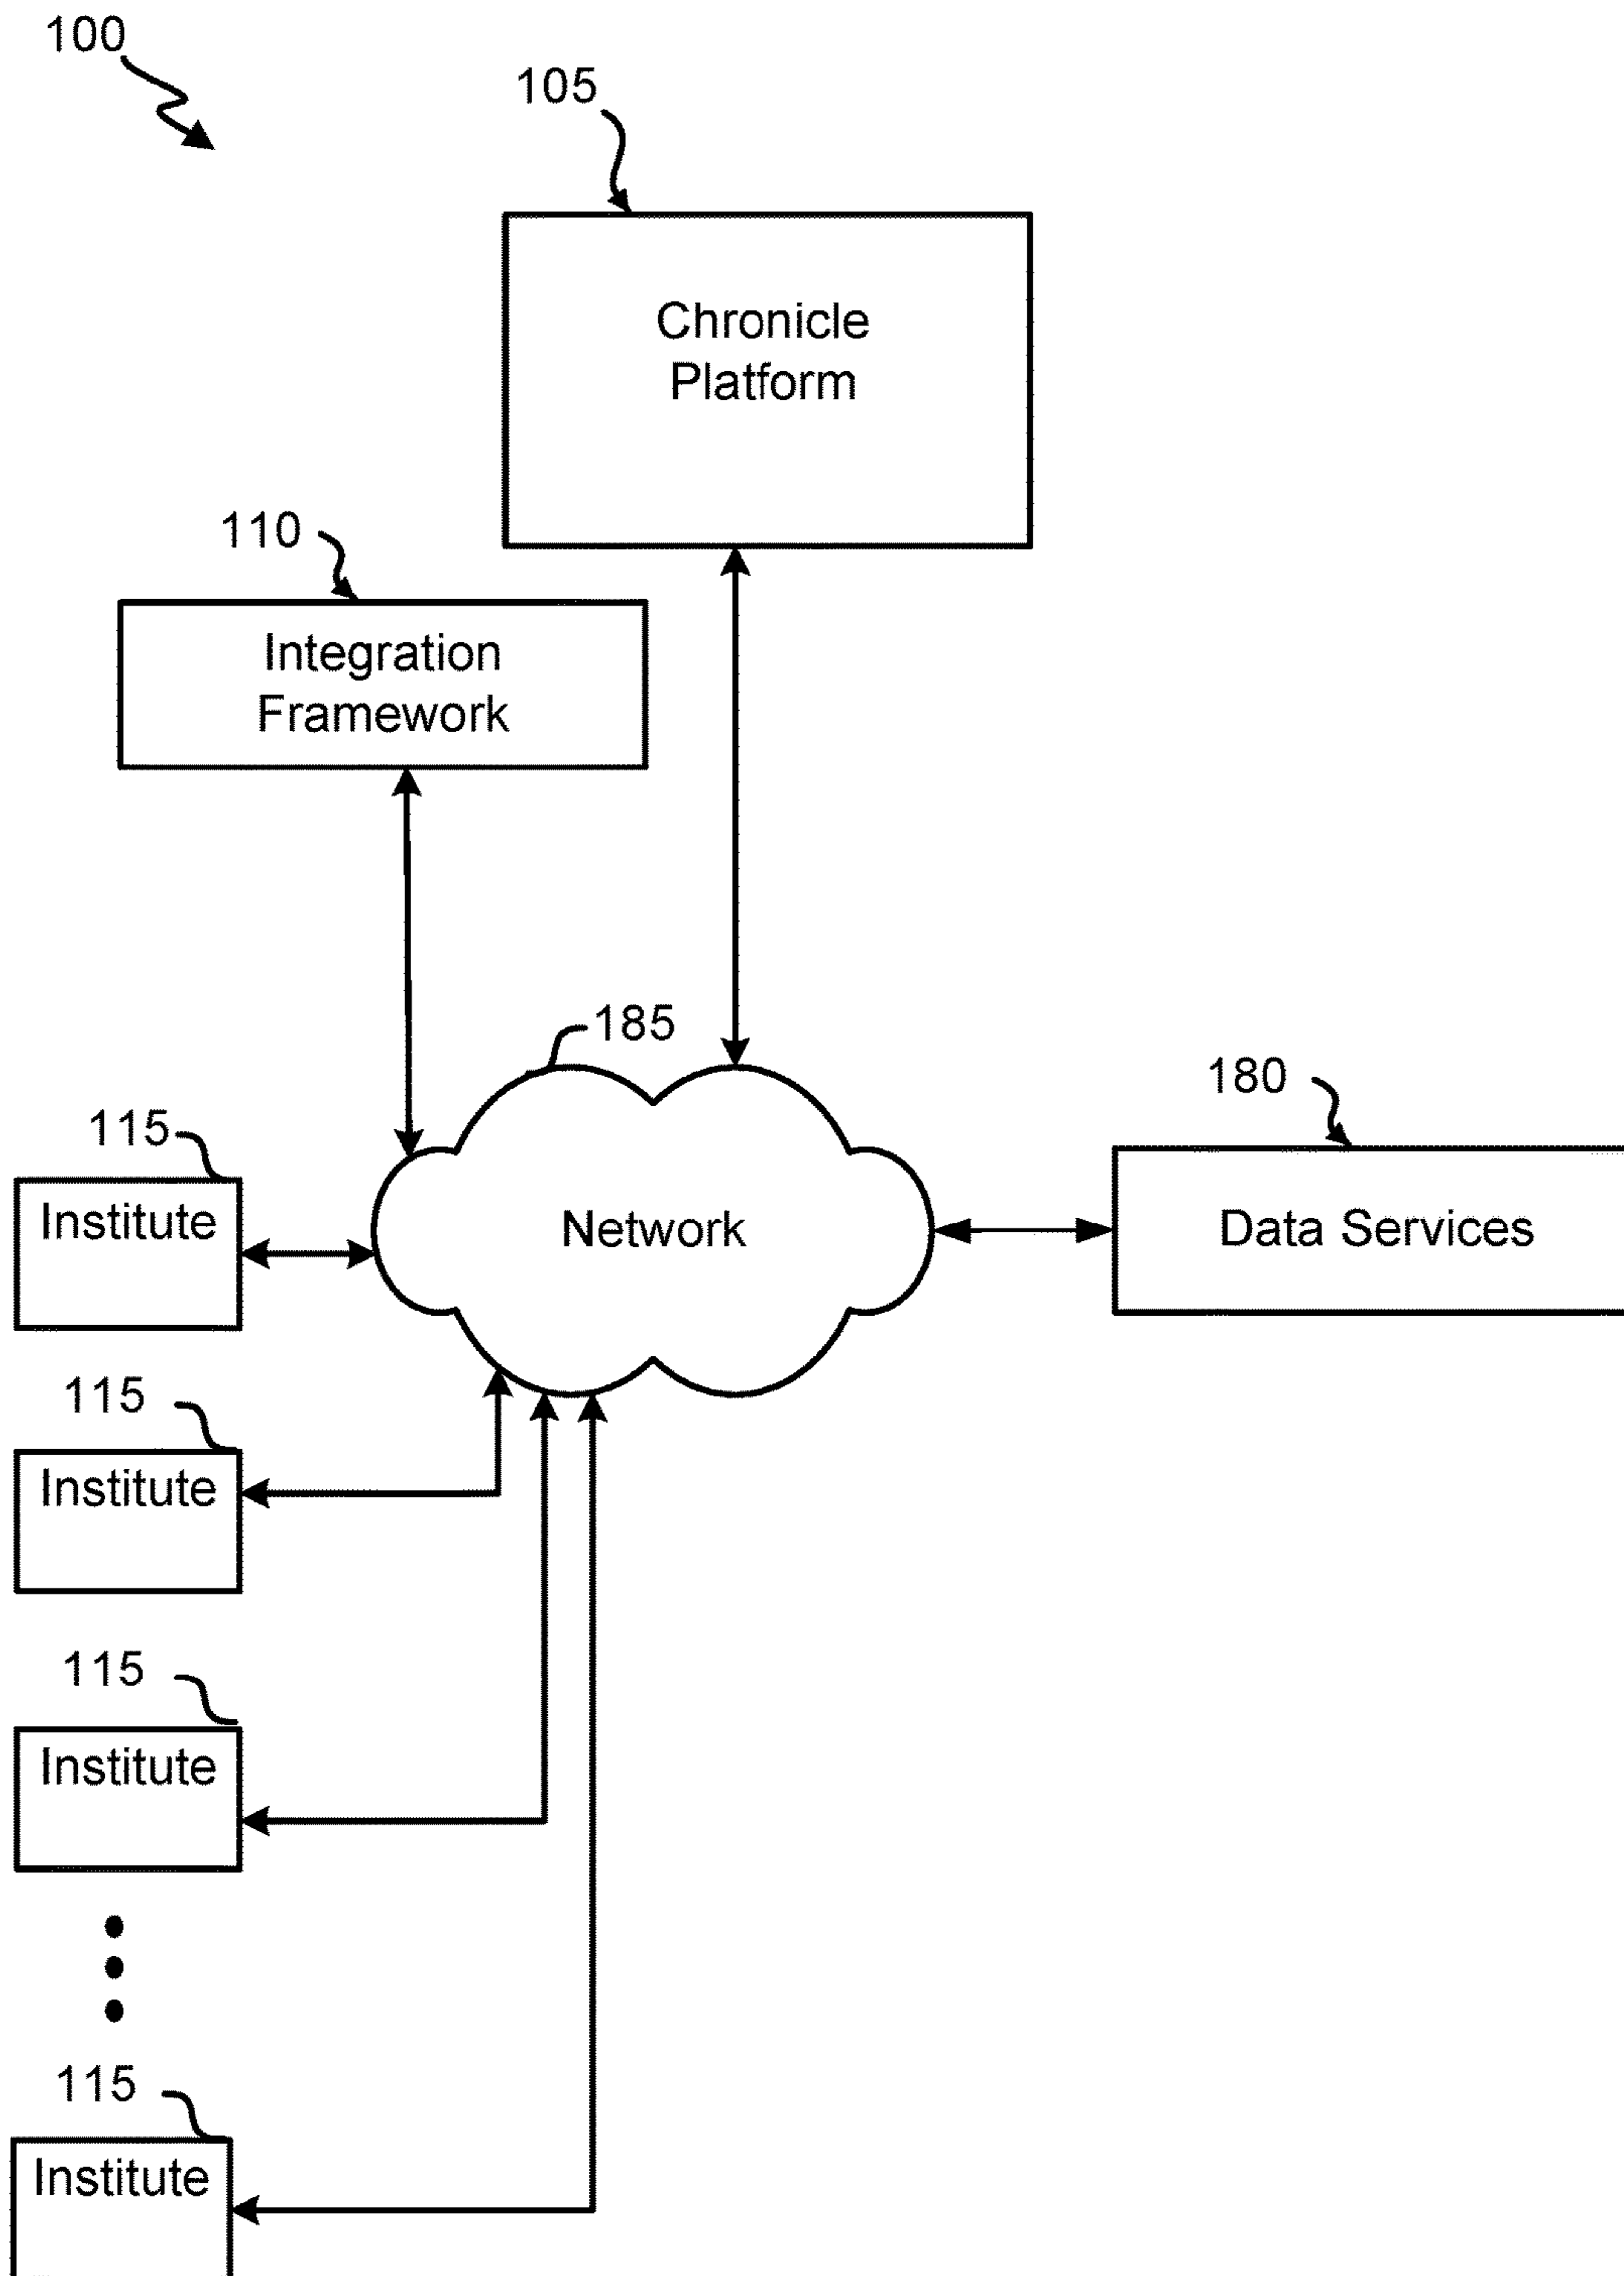 100
105
Chronicle
Platform
110
Integration
Framework
185
180
115
Institute
Network
Data Services
115
Institute
115
Institute
115
Institute